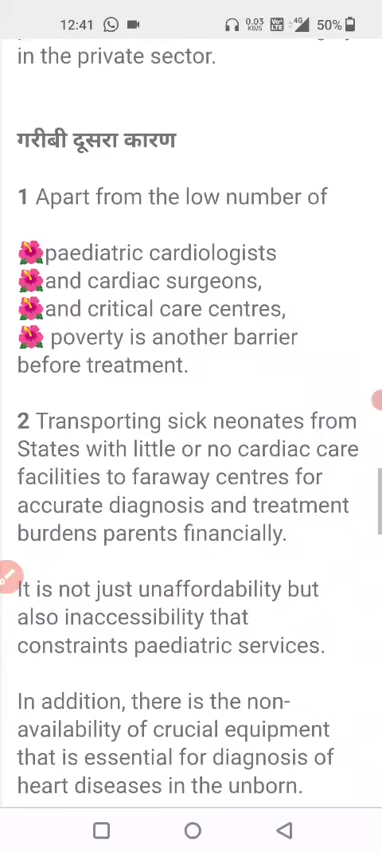 12:41 0.03 KB/S Vo LTE 4G 50%
in the private sector.
गरीबी दूसरा कारण
1 Apart from the low number of
🌺paediatric cardiologists
🌺and cardiac surgeons,
🌺and critical care centres,
🌺 poverty is another barrier
before treatment.
2 Transporting sick neonates from
States with little or no cardiac care
facilities to faraway centres for
accurate diagnosis and treatment
burdens parents financially.
It is not just unaffordability but
also inaccessibility that
constraints paediatric services.
In addition, there is the non-
availability of crucial equipment
that is essential for diagnosis of
heart diseases in the unborn.